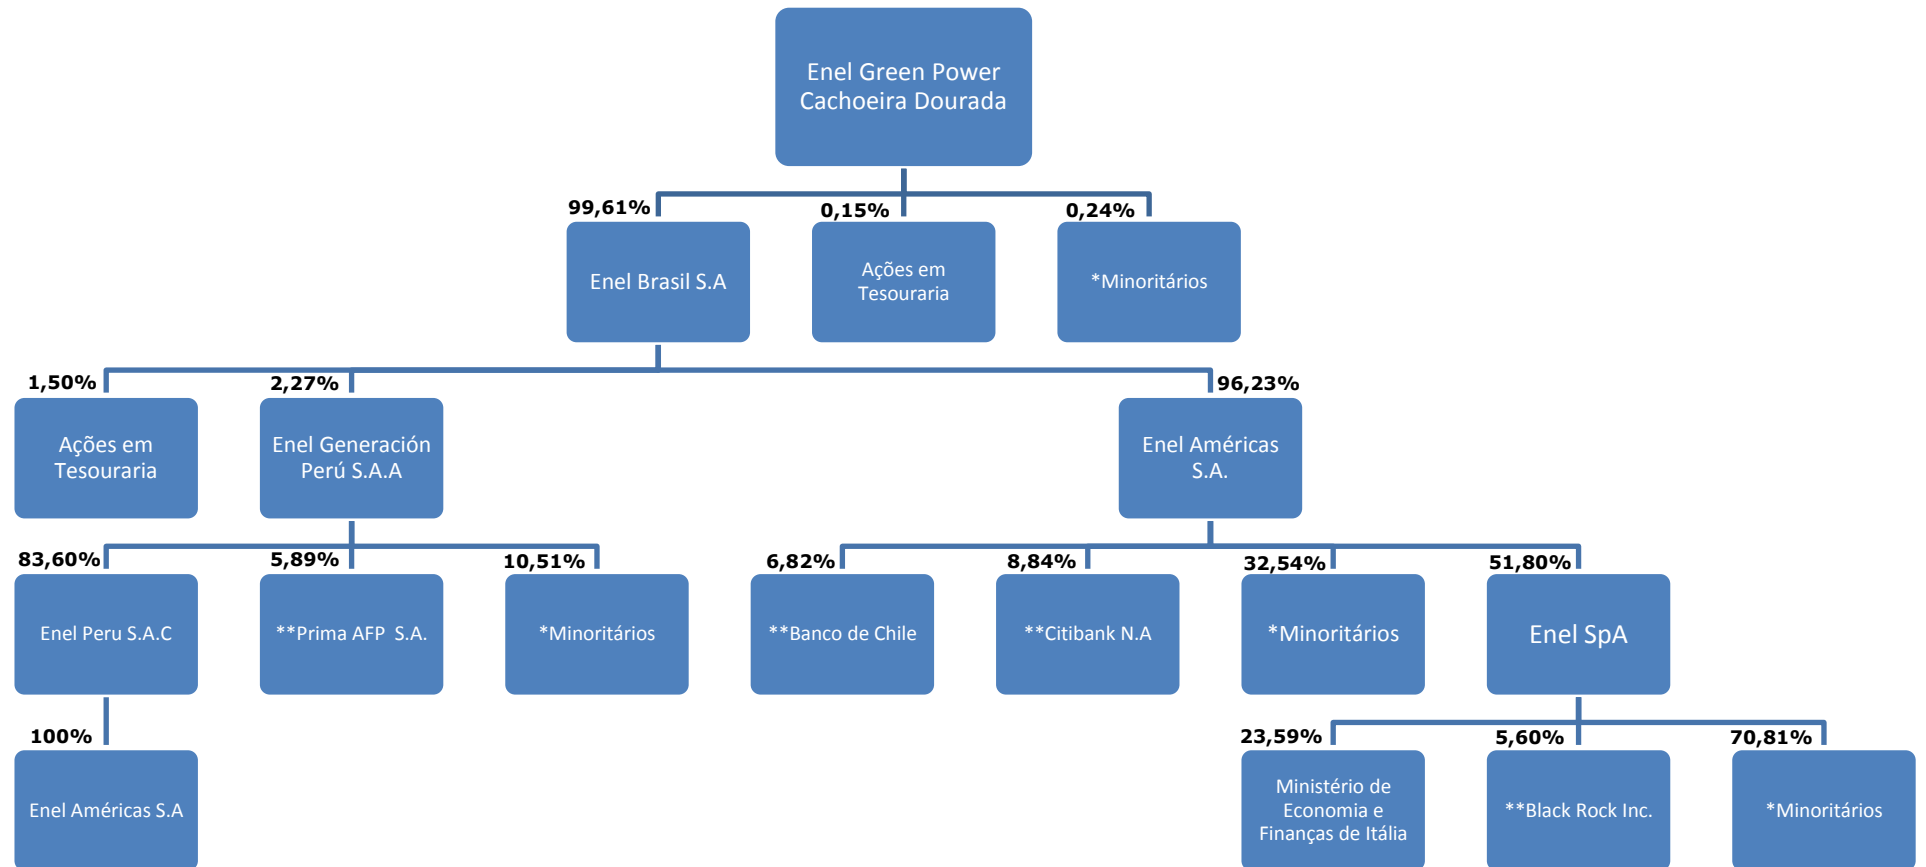 Enel Green Power
Cachoeira Dourada
99,61%
0,15%
0,24%
Enel Brasil S.A
Ações em
Tesouraria
*Minoritários
1,50%
2,27%
96,23%
Ações em
Tesouraria
Enel Generación
Perú S.A.A
Enel Américas
S.A.
83,60%
5,89%
10,51%
6,82%
8,84%
32,54%
51,80%
Enel Peru S.A.C
**Prima AFP S.A.
*Minoritários
**Banco de Chile
**Citibank N.A
*Minoritários
Enel SpA
100%
23,59%
5,60%
70,81%
Enel Américas S.A
Ministério de
Economia e
Finanças de Itália
**Black Rock Inc.
*Minoritários